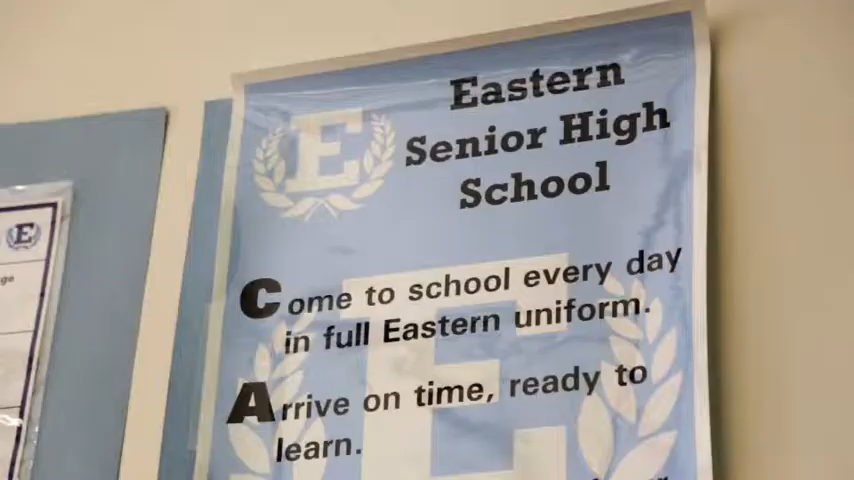 Eastern
Senior High
School
E
Come to school every day
in full Eastern uniform.
Arrive on time, ready to
learn.
E
E